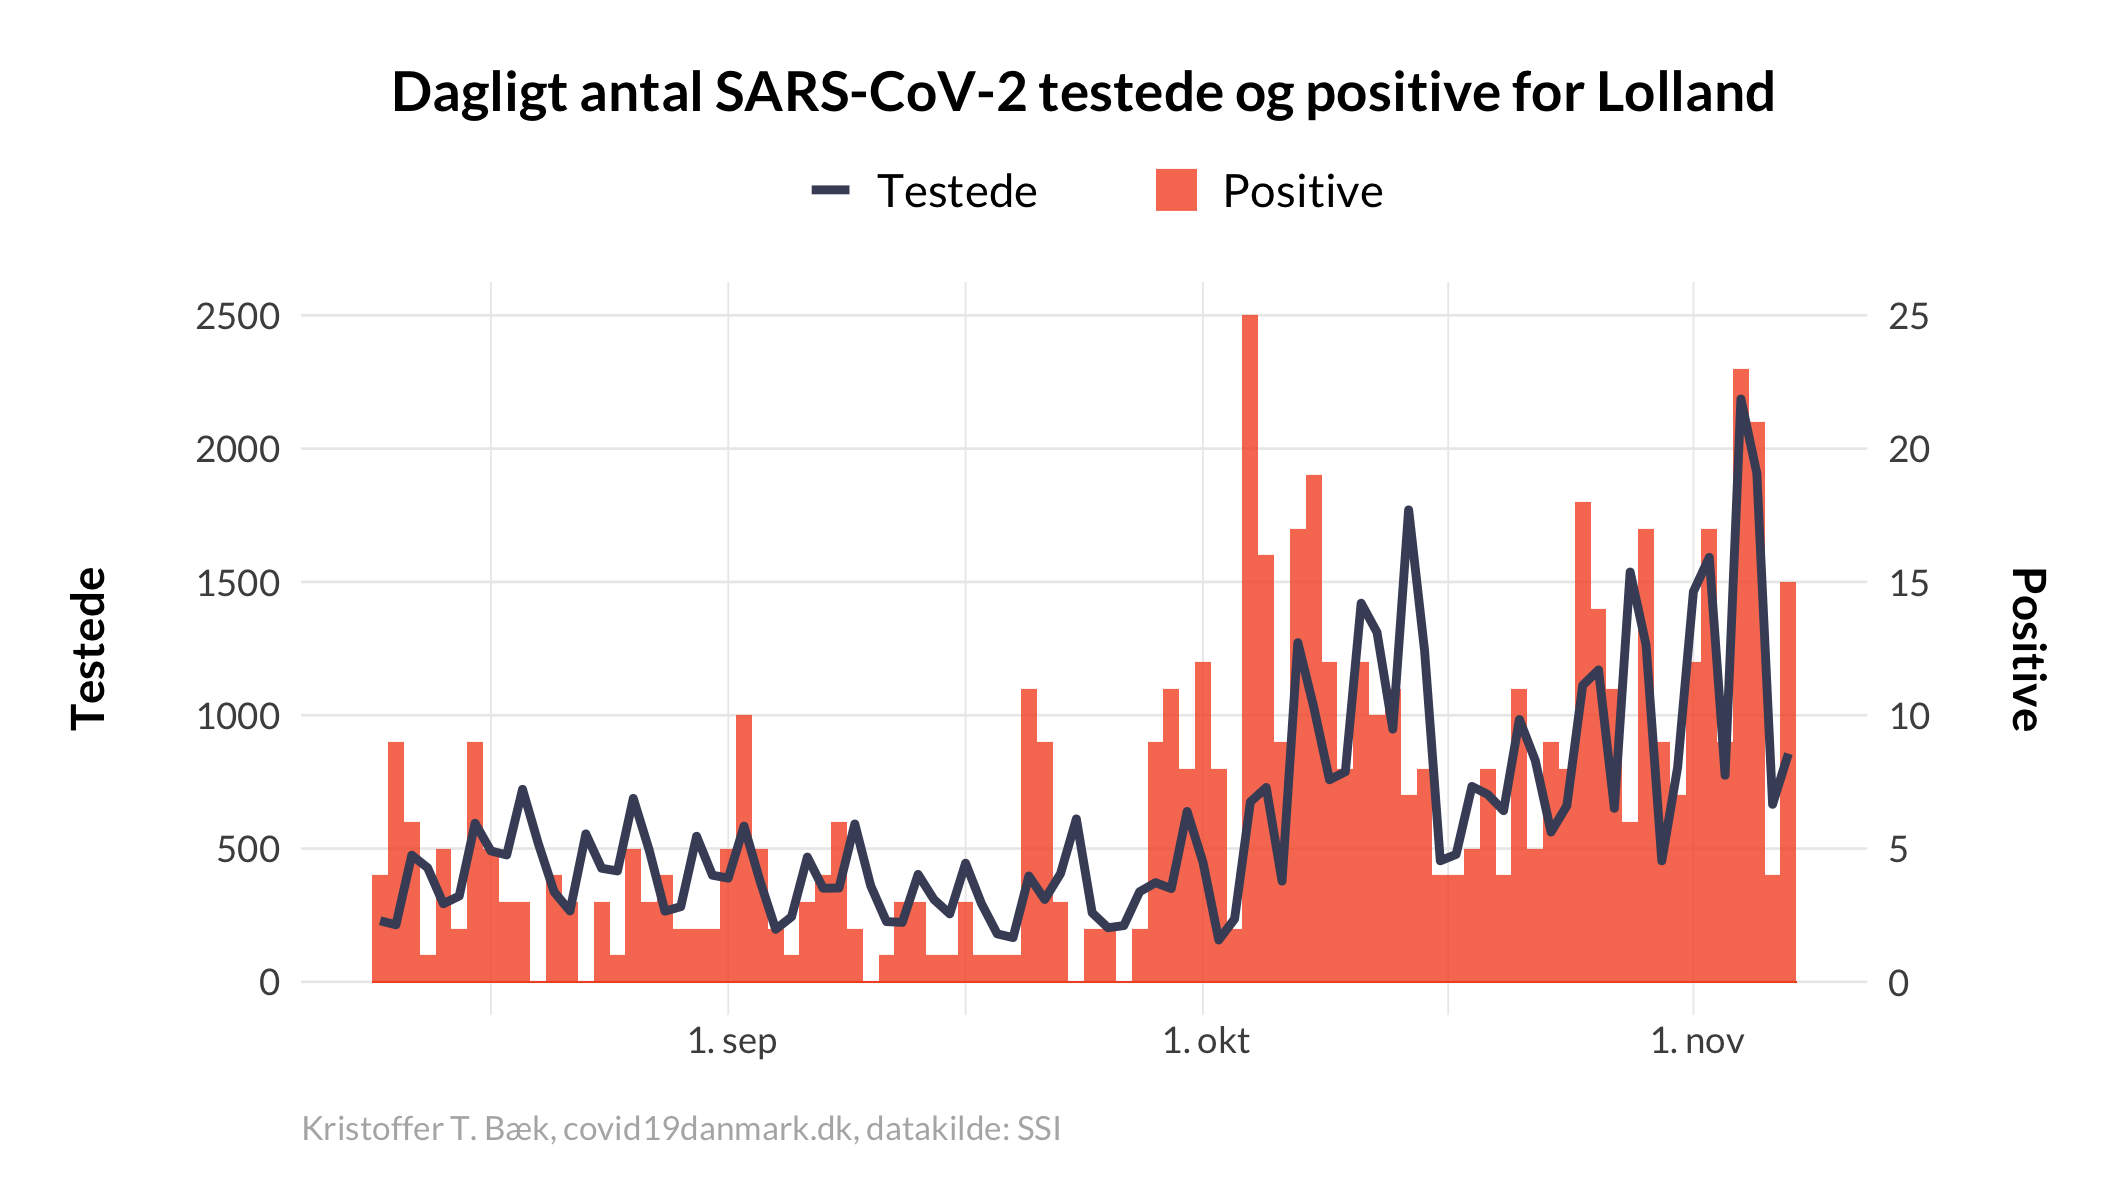 Dagligt antal SARS-CoV-2 testede og positive for Lolland
Testede
Positive
2500
2000
1500
1000
500
0
Testede
25
20
15
10
5
0
Positive
1. sep
1. okt
1. nov
Kristoffer T. Bæk, covid19danmark.dk, datakilde: SSI